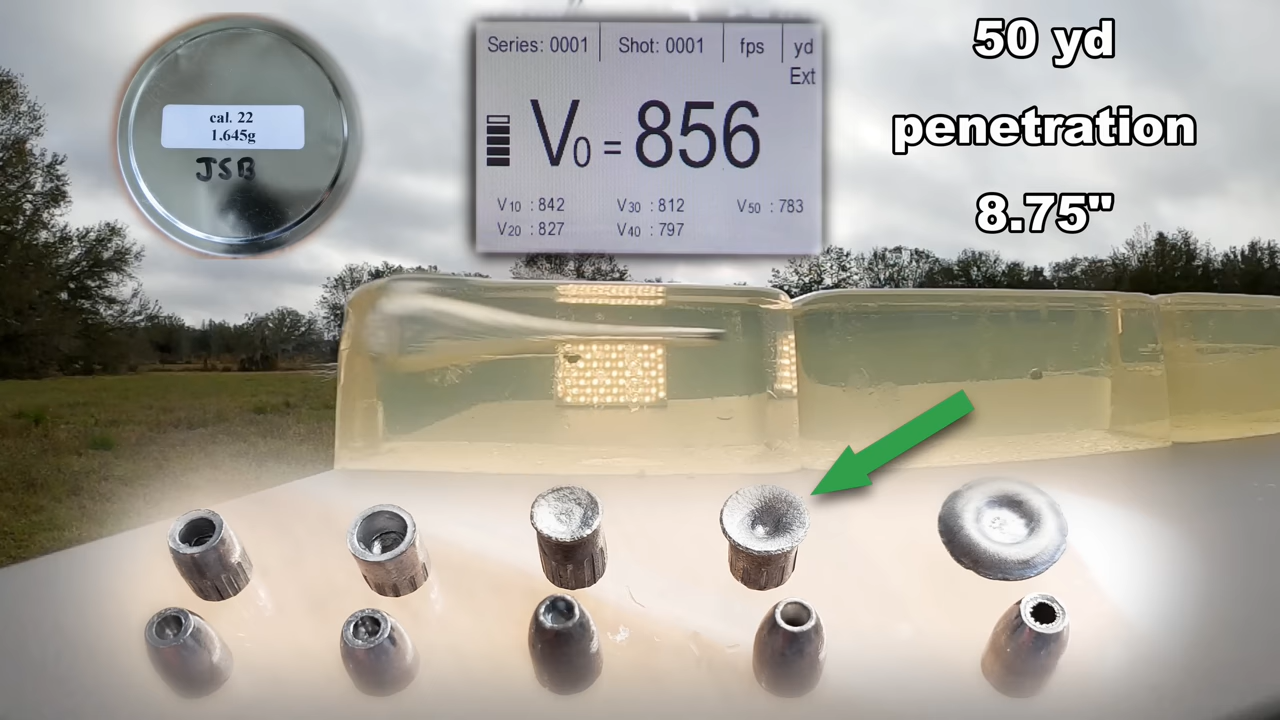 cal. 22
1,645g
JSB
Series: 0001 Shot: 0001 fps yd
Ext
V0 = 856
V10 : 842 V30 : 812 V50 : 783
V20 : 827 V40 : 797
50 yd
penetration
8.75"